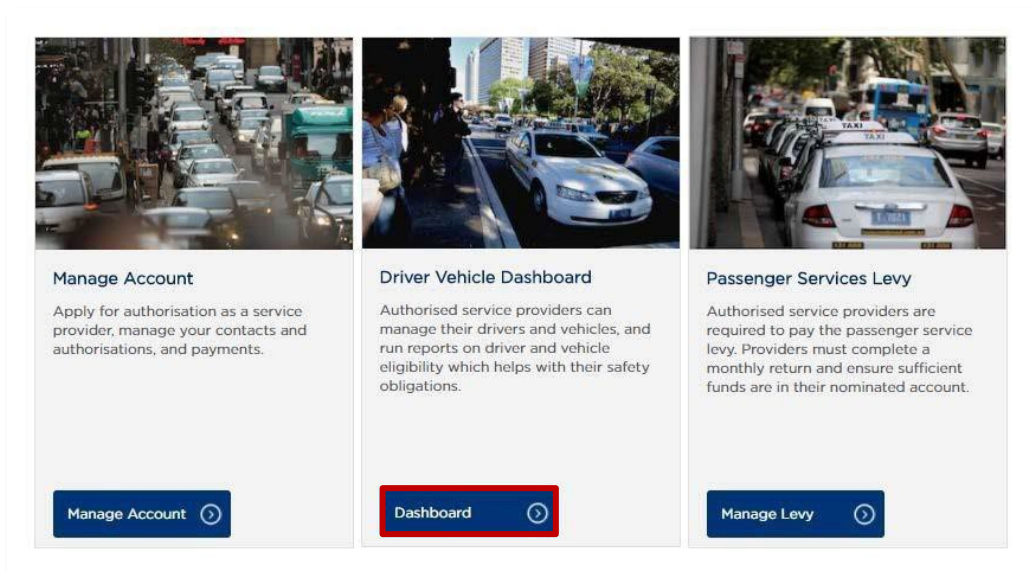 TAXI
TAXI
Manage Account
Apply for authorisation as a service
provider, manage your contacts and
authorisations, and payments.
Manage Account
Driver Vehicle Dashboard
Authorised service providers can
manage their drivers and vehicles, and
run reports on driver and vehicle
eligibility which helps with their safety
obligations.
Dashboard
Passenger Services Levy
Authorised service providers are
required to pay the passenger service
levy. Providers must complete a
monthly return and ensure sufficient
funds are in their nominated account.
Manage Levy